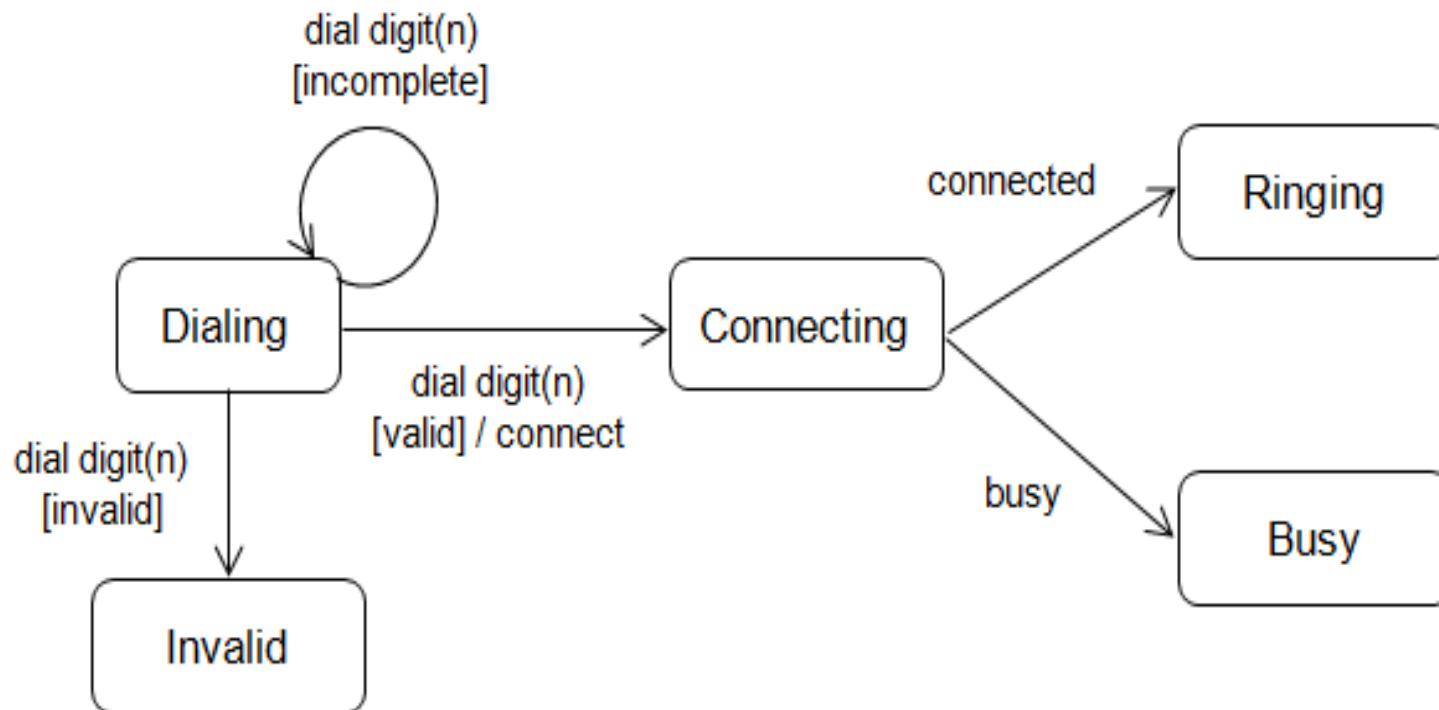 dial digit(n)
[incomplete]
connected
Ringing
Dialing
Connecting
dial digit(n)
[valid] / connect
dial digit(n)
[invalid]
busy
Busy
Invalid